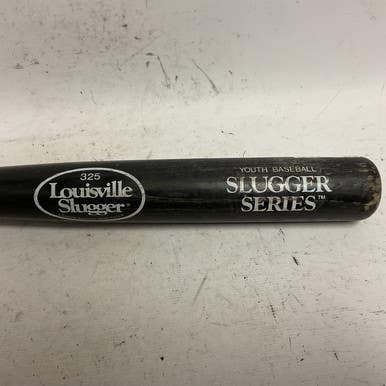 325
Louisville
Slugger®
YOUTH BASEBALL
SLUGGER
SERIES™